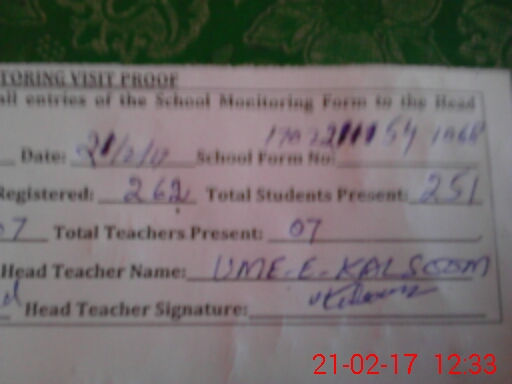 TORING VISIT PROOF
all entries of the School Monitoring Form to the Head
Date: 21/2/17 School Form No:
Registered: 262 Total Students Present: 251
07 Total Teachers Present: 07
Head Teacher Name: UME-E-KALSOOM
Head Teacher Signature:
21-02-17 12:33